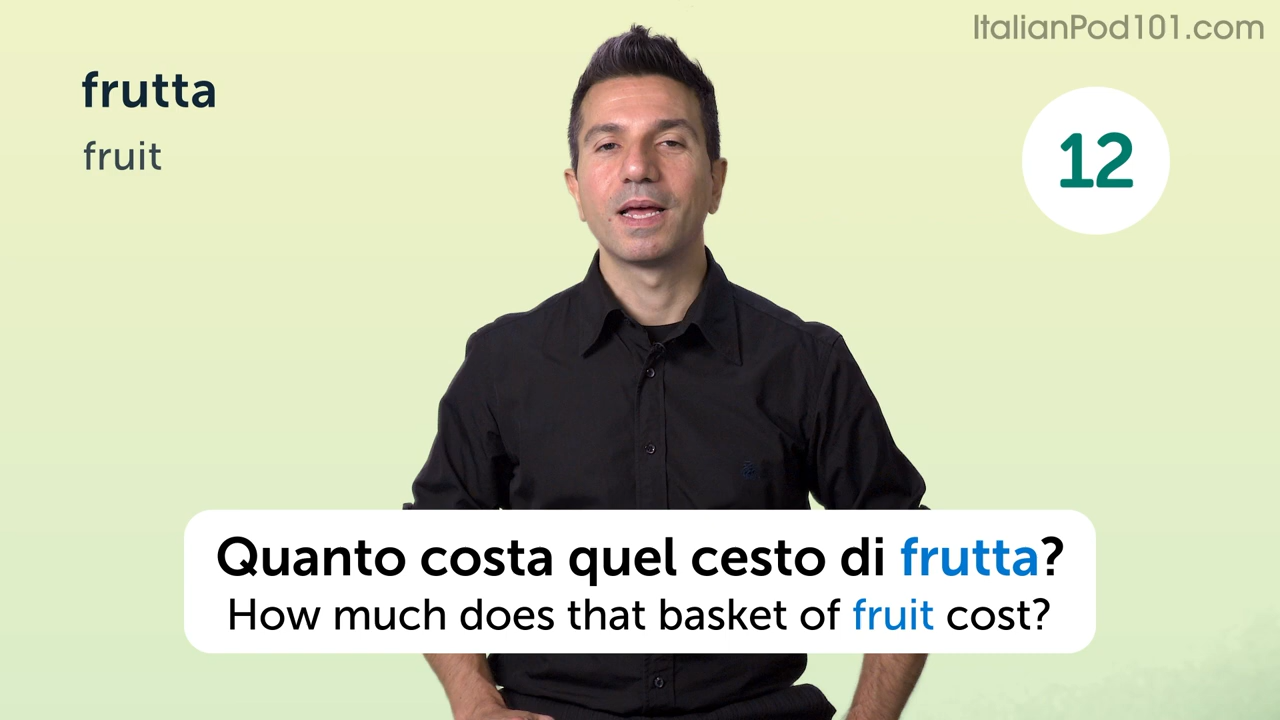 ItalianPod101.com
frutta
fruit
12
Quanto costa quel cesto di frutta?
How much does that basket of fruit cost?